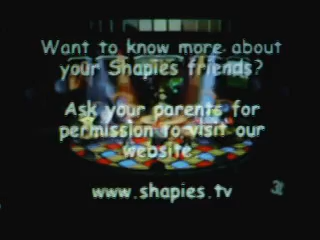 Want to know more about
your Shapies friends?
Ask your parents for
permission to visit our
website
www.shapies.tv